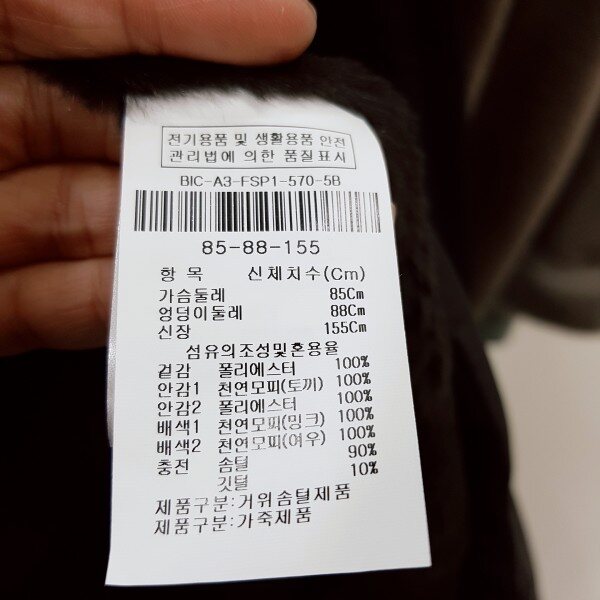 전기용품 및 생활용품 안전
관리법에 의한 품질표시
BIC-A3-FSP1-570-5B
85-88-155
항 목 신체치수(Cm)
가슴둘레 85Cm
엉덩이둘레 88Cm
신장 155Cm
섬유의조성및혼용율
겉감 폴리에스터 100%
안감1 천연모피(토끼) 100%
안감2 폴리에스터 100%
배색1 천연모피(밍크) 100%
배색2 천연모피(여우) 100%
충전 솜털 90%
깃털 10%
제품구분:거위솜털제품
제품구분:가죽제품